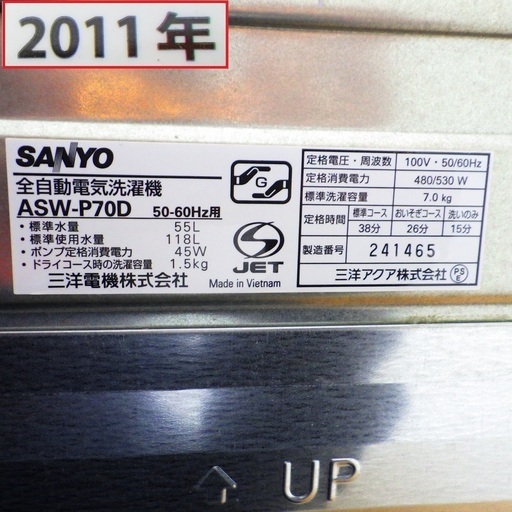 2011年
SANYO
全自動電気洗濯機
ASW-P70D 50-60Hz用
・標準水量 55L
・標準使用水量 118L
・ポンプ定格消費電力 45W
・ドライコース時の洗濯容量 1.5kg
三洋電機株式会社
G
S JET
Made in Vietnam
定格電圧・周波数 100V・50/60Hz
定格消費電力 480/530 W
標準洗濯容量 7.0 kg
定格時間 標準コース おいそぎコース 洗いのみ
38分 26分 15分
製造番号 241465
三洋アクア株式会社 PS E
UP